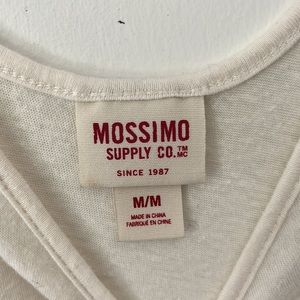 MOSSIMO
SUPPLY CO.™ MC
SINCE 1987
M/M
MADE IN CHINA
FABRIQUÉ EN CHINE